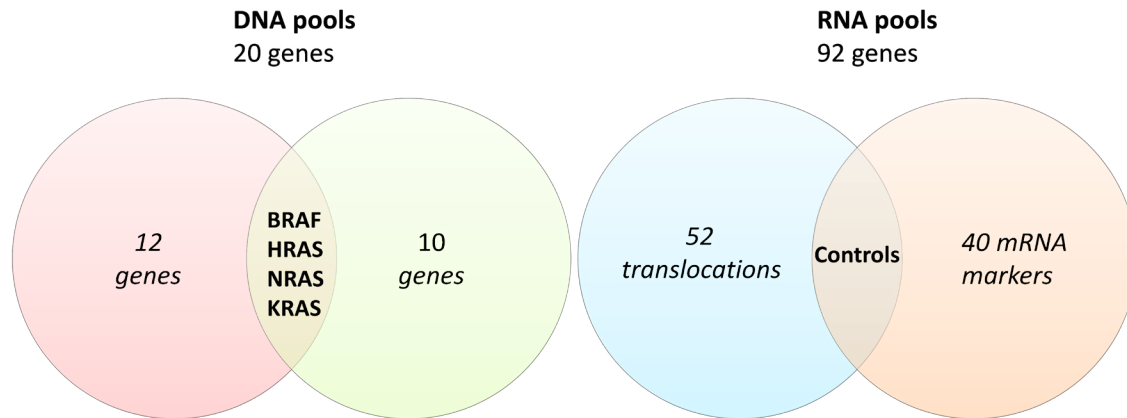 DNA pools
20 genes
RNA pools
92 genes
12
genes
BRAF
HRAS
NRAS
KRAS
10
genes
52
translocations
Controls
40 mRNA
markers